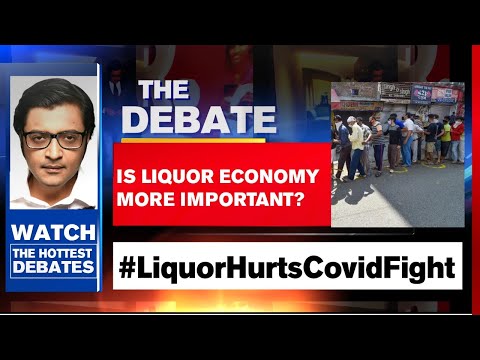 THE
DEBATE
IS LIQUOR ECONOMY
MORE IMPORTANT?
WATCH
THE HOTTEST
DEBATES
#LiquorHurtsCovidFight